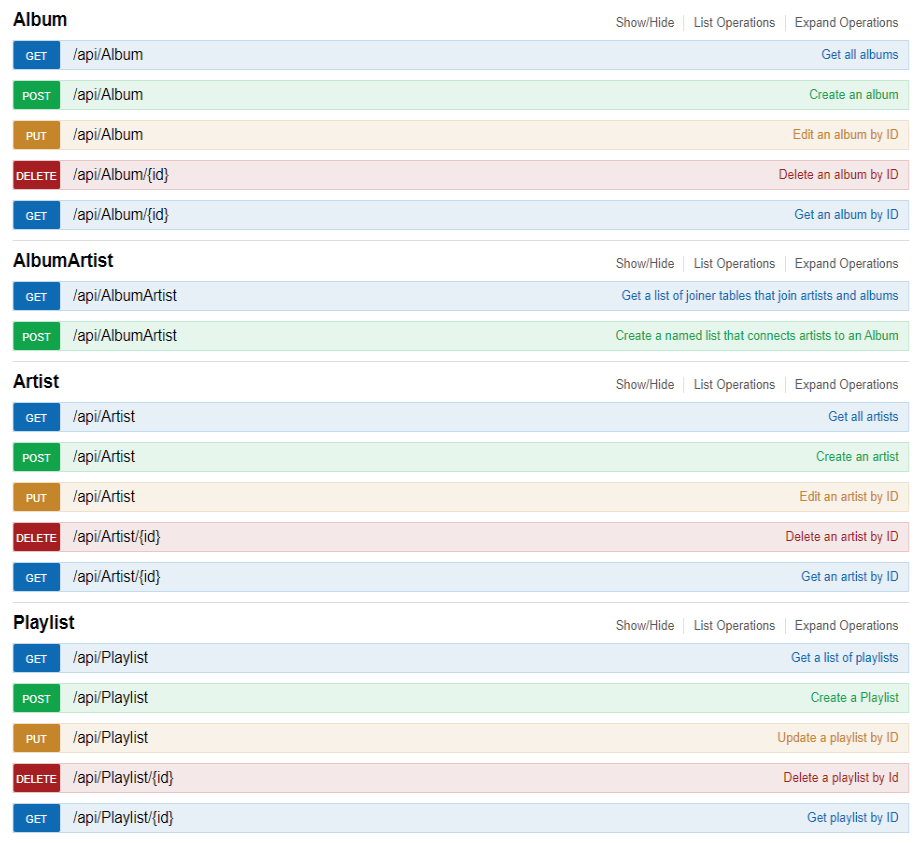 Album Show/Hide List Operations Expand Operations
GET /api/Album Get all albums
POST /api/Album Create an album
PUT /api/Album Edit an album by ID
DELETE /api/Album/{id} Delete an album by ID
GET /api/Album/{id} Get an album by ID
AlbumArtist Show/Hide List Operations Expand Operations
GET /api/AlbumArtist Get a list of joiner tables that join artists and albums
POST /api/AlbumArtist Create a named list that connects artists to an Album
Artist Show/Hide List Operations Expand Operations
GET /api/Artist Get all artists
POST /api/Artist Create an artist
PUT /api/Artist Edit an artist by ID
DELETE /api/Artist/{id} Delete an artist by ID
GET /api/Artist/{id} Get an artist by ID
Playlist Show/Hide List Operations Expand Operations
GET /api/Playlist Get a list of playlists
POST /api/Playlist Create a Playlist
PUT /api/Playlist Update a playlist by ID
DELETE /api/Playlist/{id} Delete a playlist by Id
GET /api/Playlist/{id} Get playlist by ID